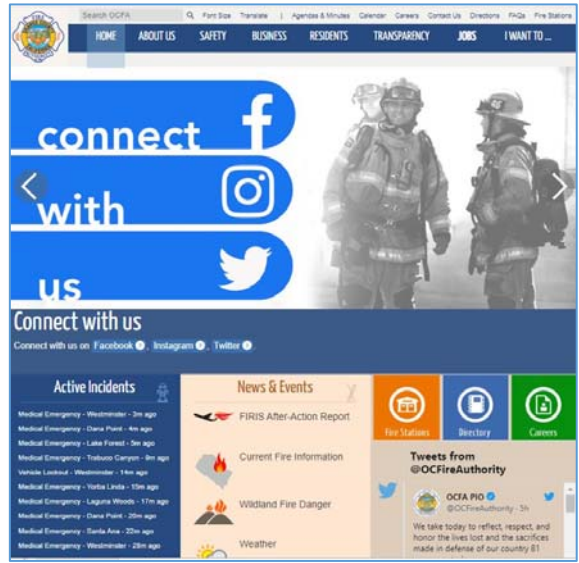 Search OCFA
Font Size Translate | Agendas & Minutes Calendar Careers Contact Us Directions FAQs Fire Stations
HOME ABOUT US SAFETY BUSINESS RESIDENTS TRANSPARENCY JOBS I WANT TO ...
connect
with
us
Connect with us
Connect with us on Facebook , Instagram , Twitter .
Active Incidents
Medical Emergency - Westminster - 3m ago
Medical Emergency - Dana Point - 4m ago
Medical Emergency - Lake Forest - 5m ago
Medical Emergency - Trabuco Canyon - 9m ago
Vehicle Lockout - Westminster - 14m ago
Medical Emergency - Yorba Linda - 15m ago
Medical Emergency - Laguna Woods - 17m ago
Medical Emergency - Dana Point - 20m ago
Medical Emergency - Santa Ana - 22m ago
Medical Emergency - Westminster - 28m ago
News & Events
FIRIS After-Action Report
Current Fire Information
Wildland Fire Danger
Weather
Fire Stations
Directory
Careers
Tweets from
@OCFireAuthority
OCFA PIO
@OCFireAuthority · 5h
We take today to reflect, respect, and
honor the lives lost and the sacrifices
made in defense of our country 81